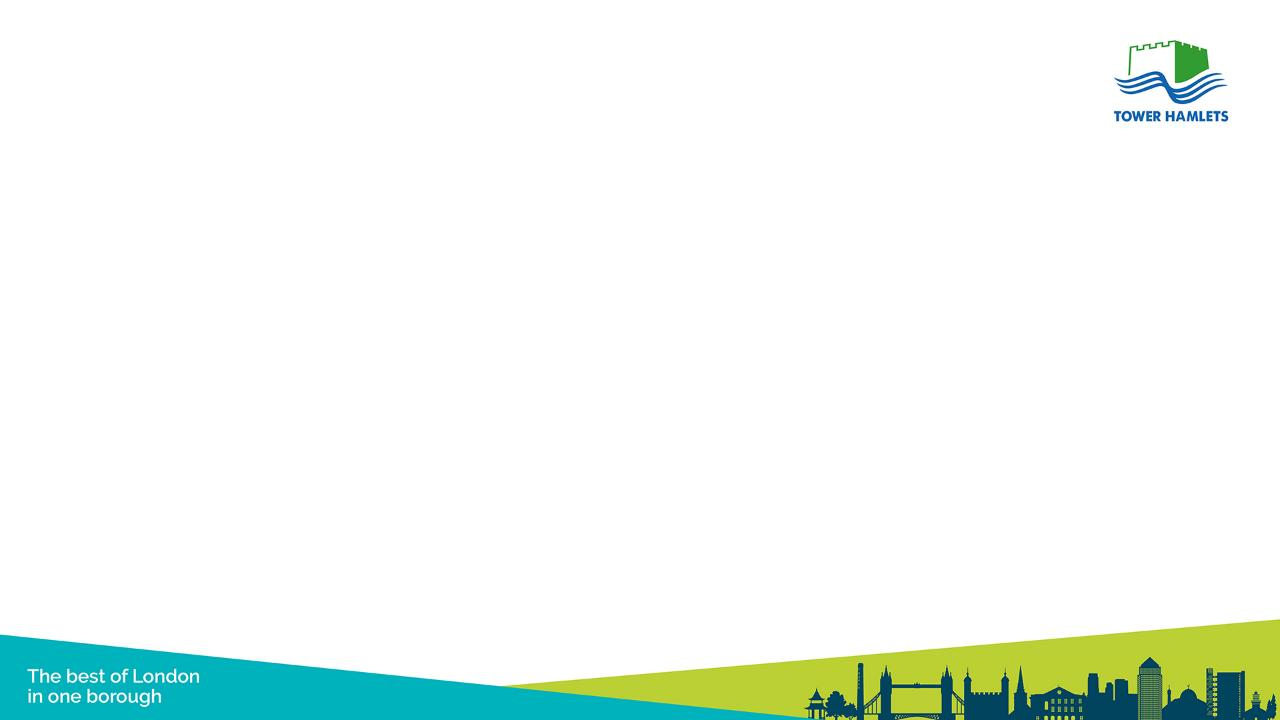 TOWER HAMLETS
The best of London
in one borough